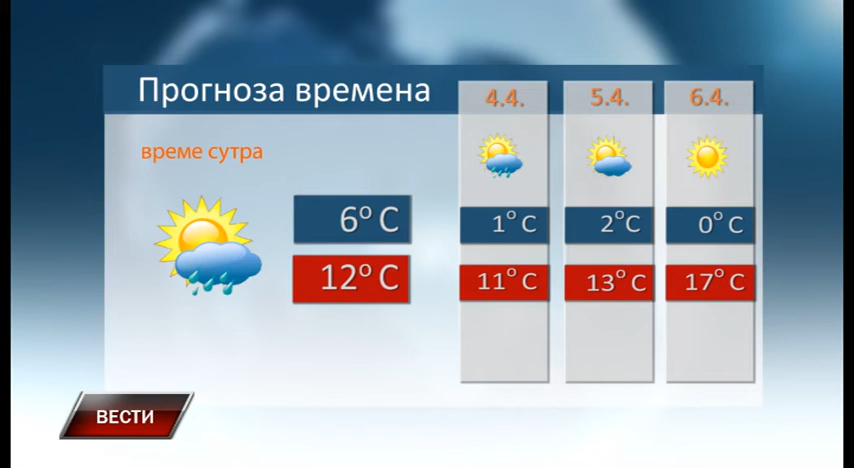 Прогноза времена
време сутра
6° C
12° C
4.4. 5.4. 6.4.
1° C 2°C 0° C
11° C 13° C 17° C
ВЕСТИ